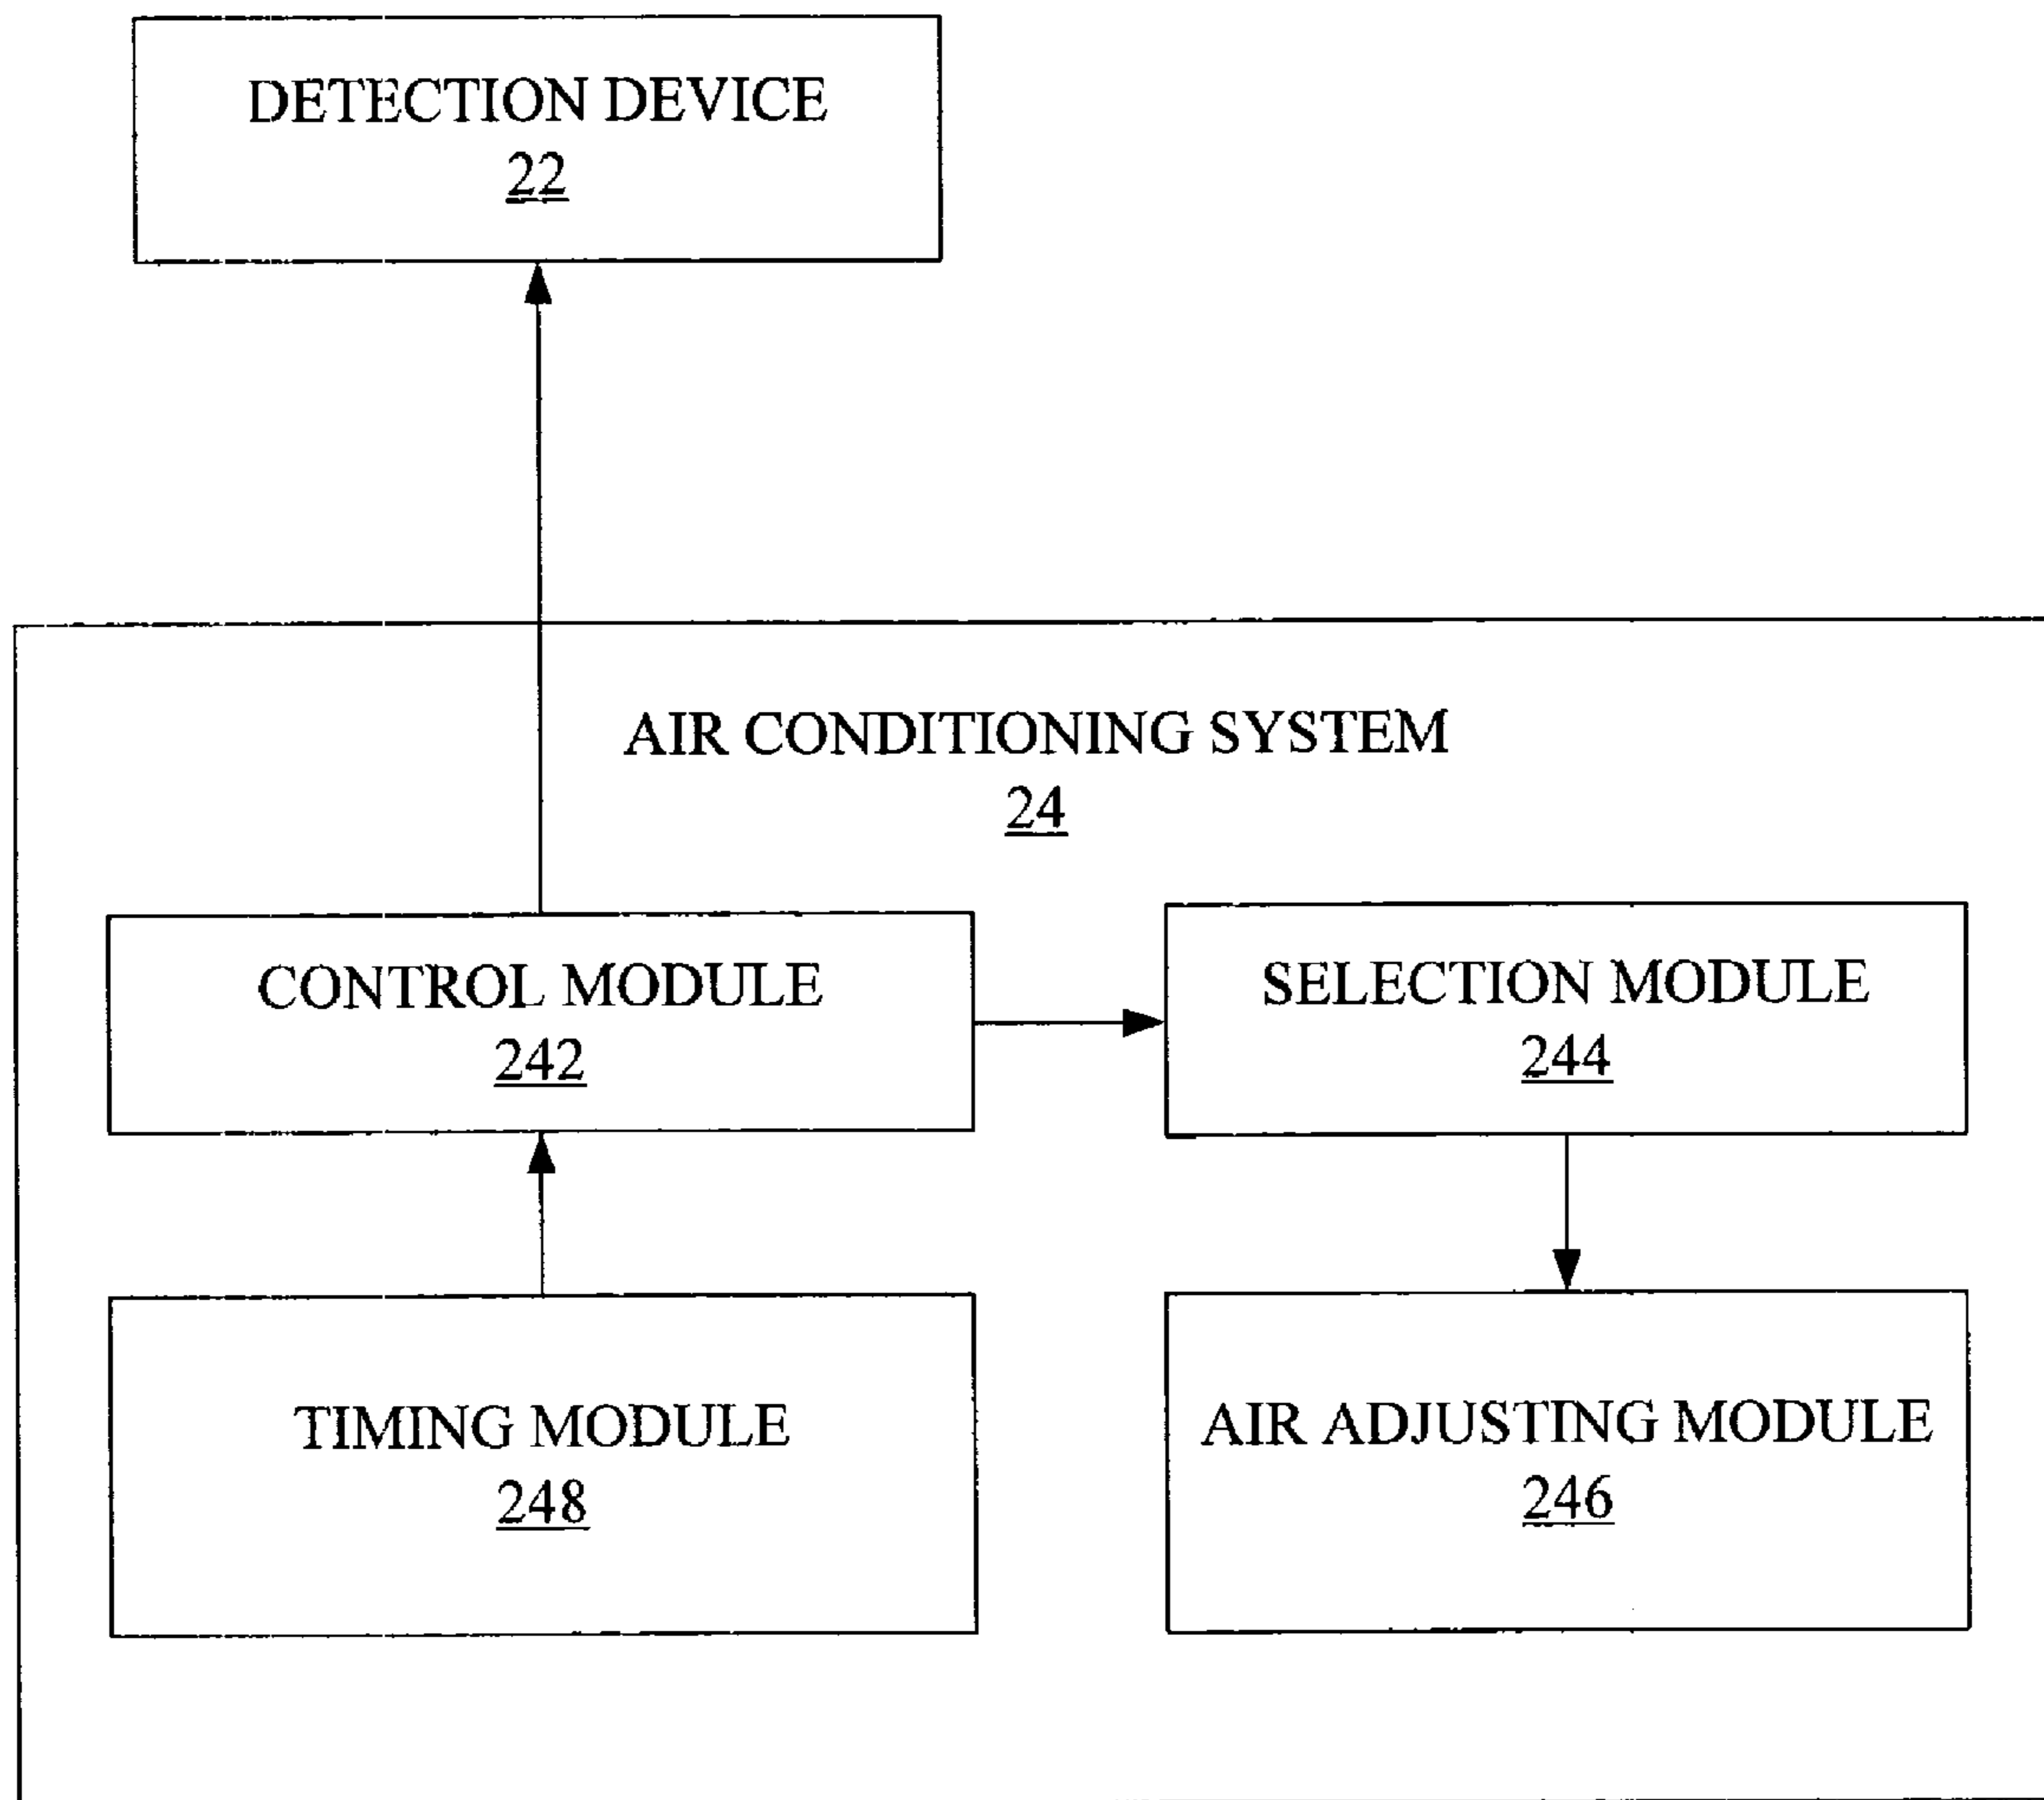 DETECTION DEVICE
22
AIR CONDITIONING SYSTEM
24
CONTROL MODULE
242
SELECTION MODULE
244
TIMING MODULE
248
AIR ADJUSTING MODULE
246